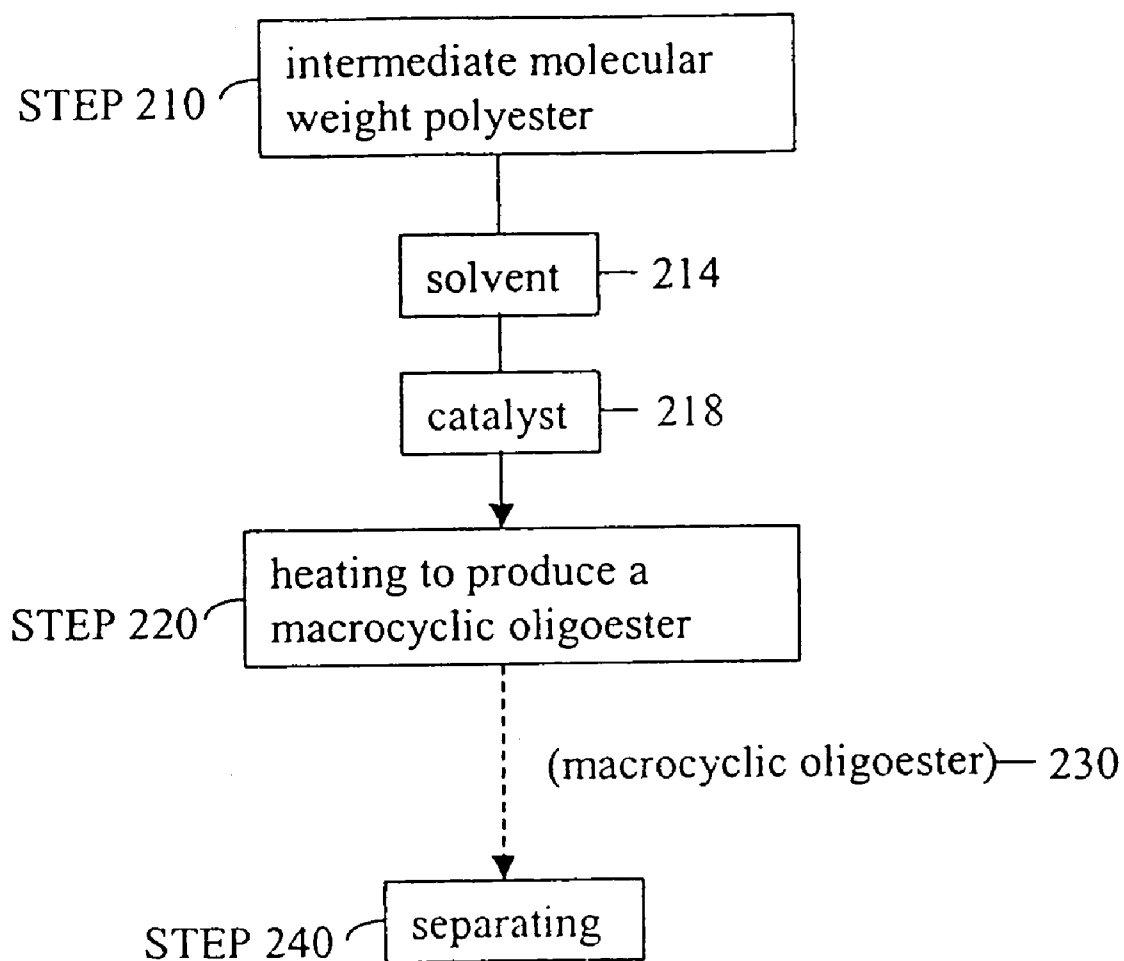 STEP 210
intermediate molecular
weight polyester
solvent
214
catalyst
218
STEP 220
heating to produce a
macrocyclic oligoester
(macrocyclic oligoester)
230
STEP 240
separating